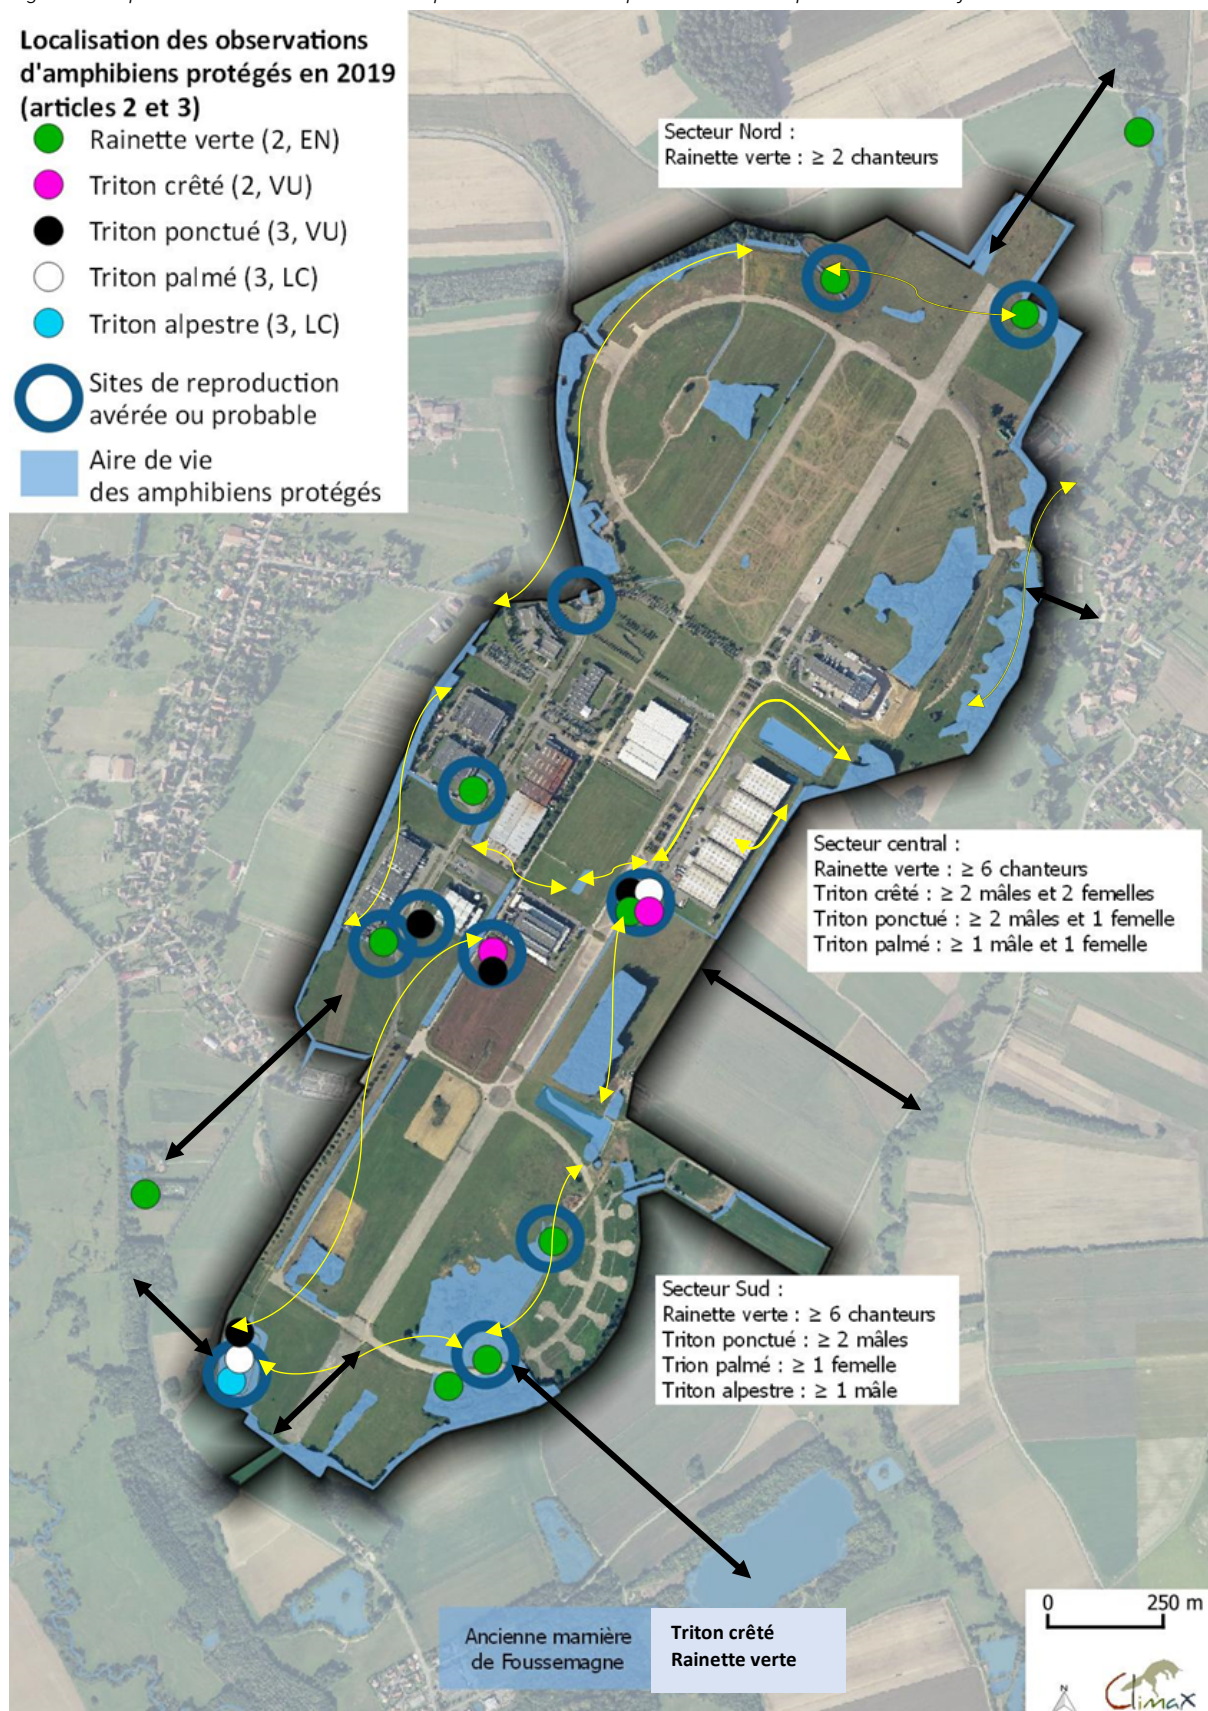 Localisation des observations
d'amphibiens protégés en 2019
(articles 2 et 3)
Rainette verte (2, EN)
Triton crêté (2, VU)
Triton ponctué (3, VU)
Triton palmé (3, LC)
Triton alpestre (3, LC)
Sites de reproduction
avérée ou probable
Aire de vie
des amphibiens protégés
Secteur Nord :
Rainette verte : ≥ 2 chanteurs
Secteur central :
Rainette verte : ≥ 6 chanteurs
Triton crêté : ≥ 2 mâles et 2 femelles
Triton ponctué : ≥ 2 mâles et 1 femelle
Triton palmé : ≥ 1 mâle et 1 femelle
Secteur Sud :
Rainette verte : ≥ 6 chanteurs
Triton ponctué : ≥ 2 mâles
Trion palmé : ≥ 1 femelle
Triton alpestre : ≥ 1 mâle
Ancienne marnière
de Foussemagne
Triton crêté
Rainette verte
0 250 m
N
Climax